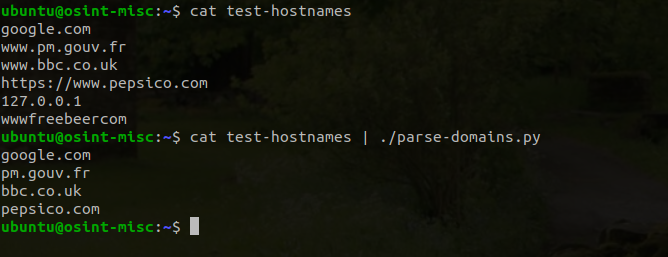 ubuntu@osint-misc:~$ cat test-hostnames
google.com
www.pm.gouv.fr
www.bbc.co.uk
https://www.pepsico.com
127.0.0.1
wwwfreebeercom
ubuntu@osint-misc:~$ cat test-hostnames | ./parse-domains.py
google.com
pm.gouv.fr
bbc.co.uk
pepsico.com
ubuntu@osint-misc:~$